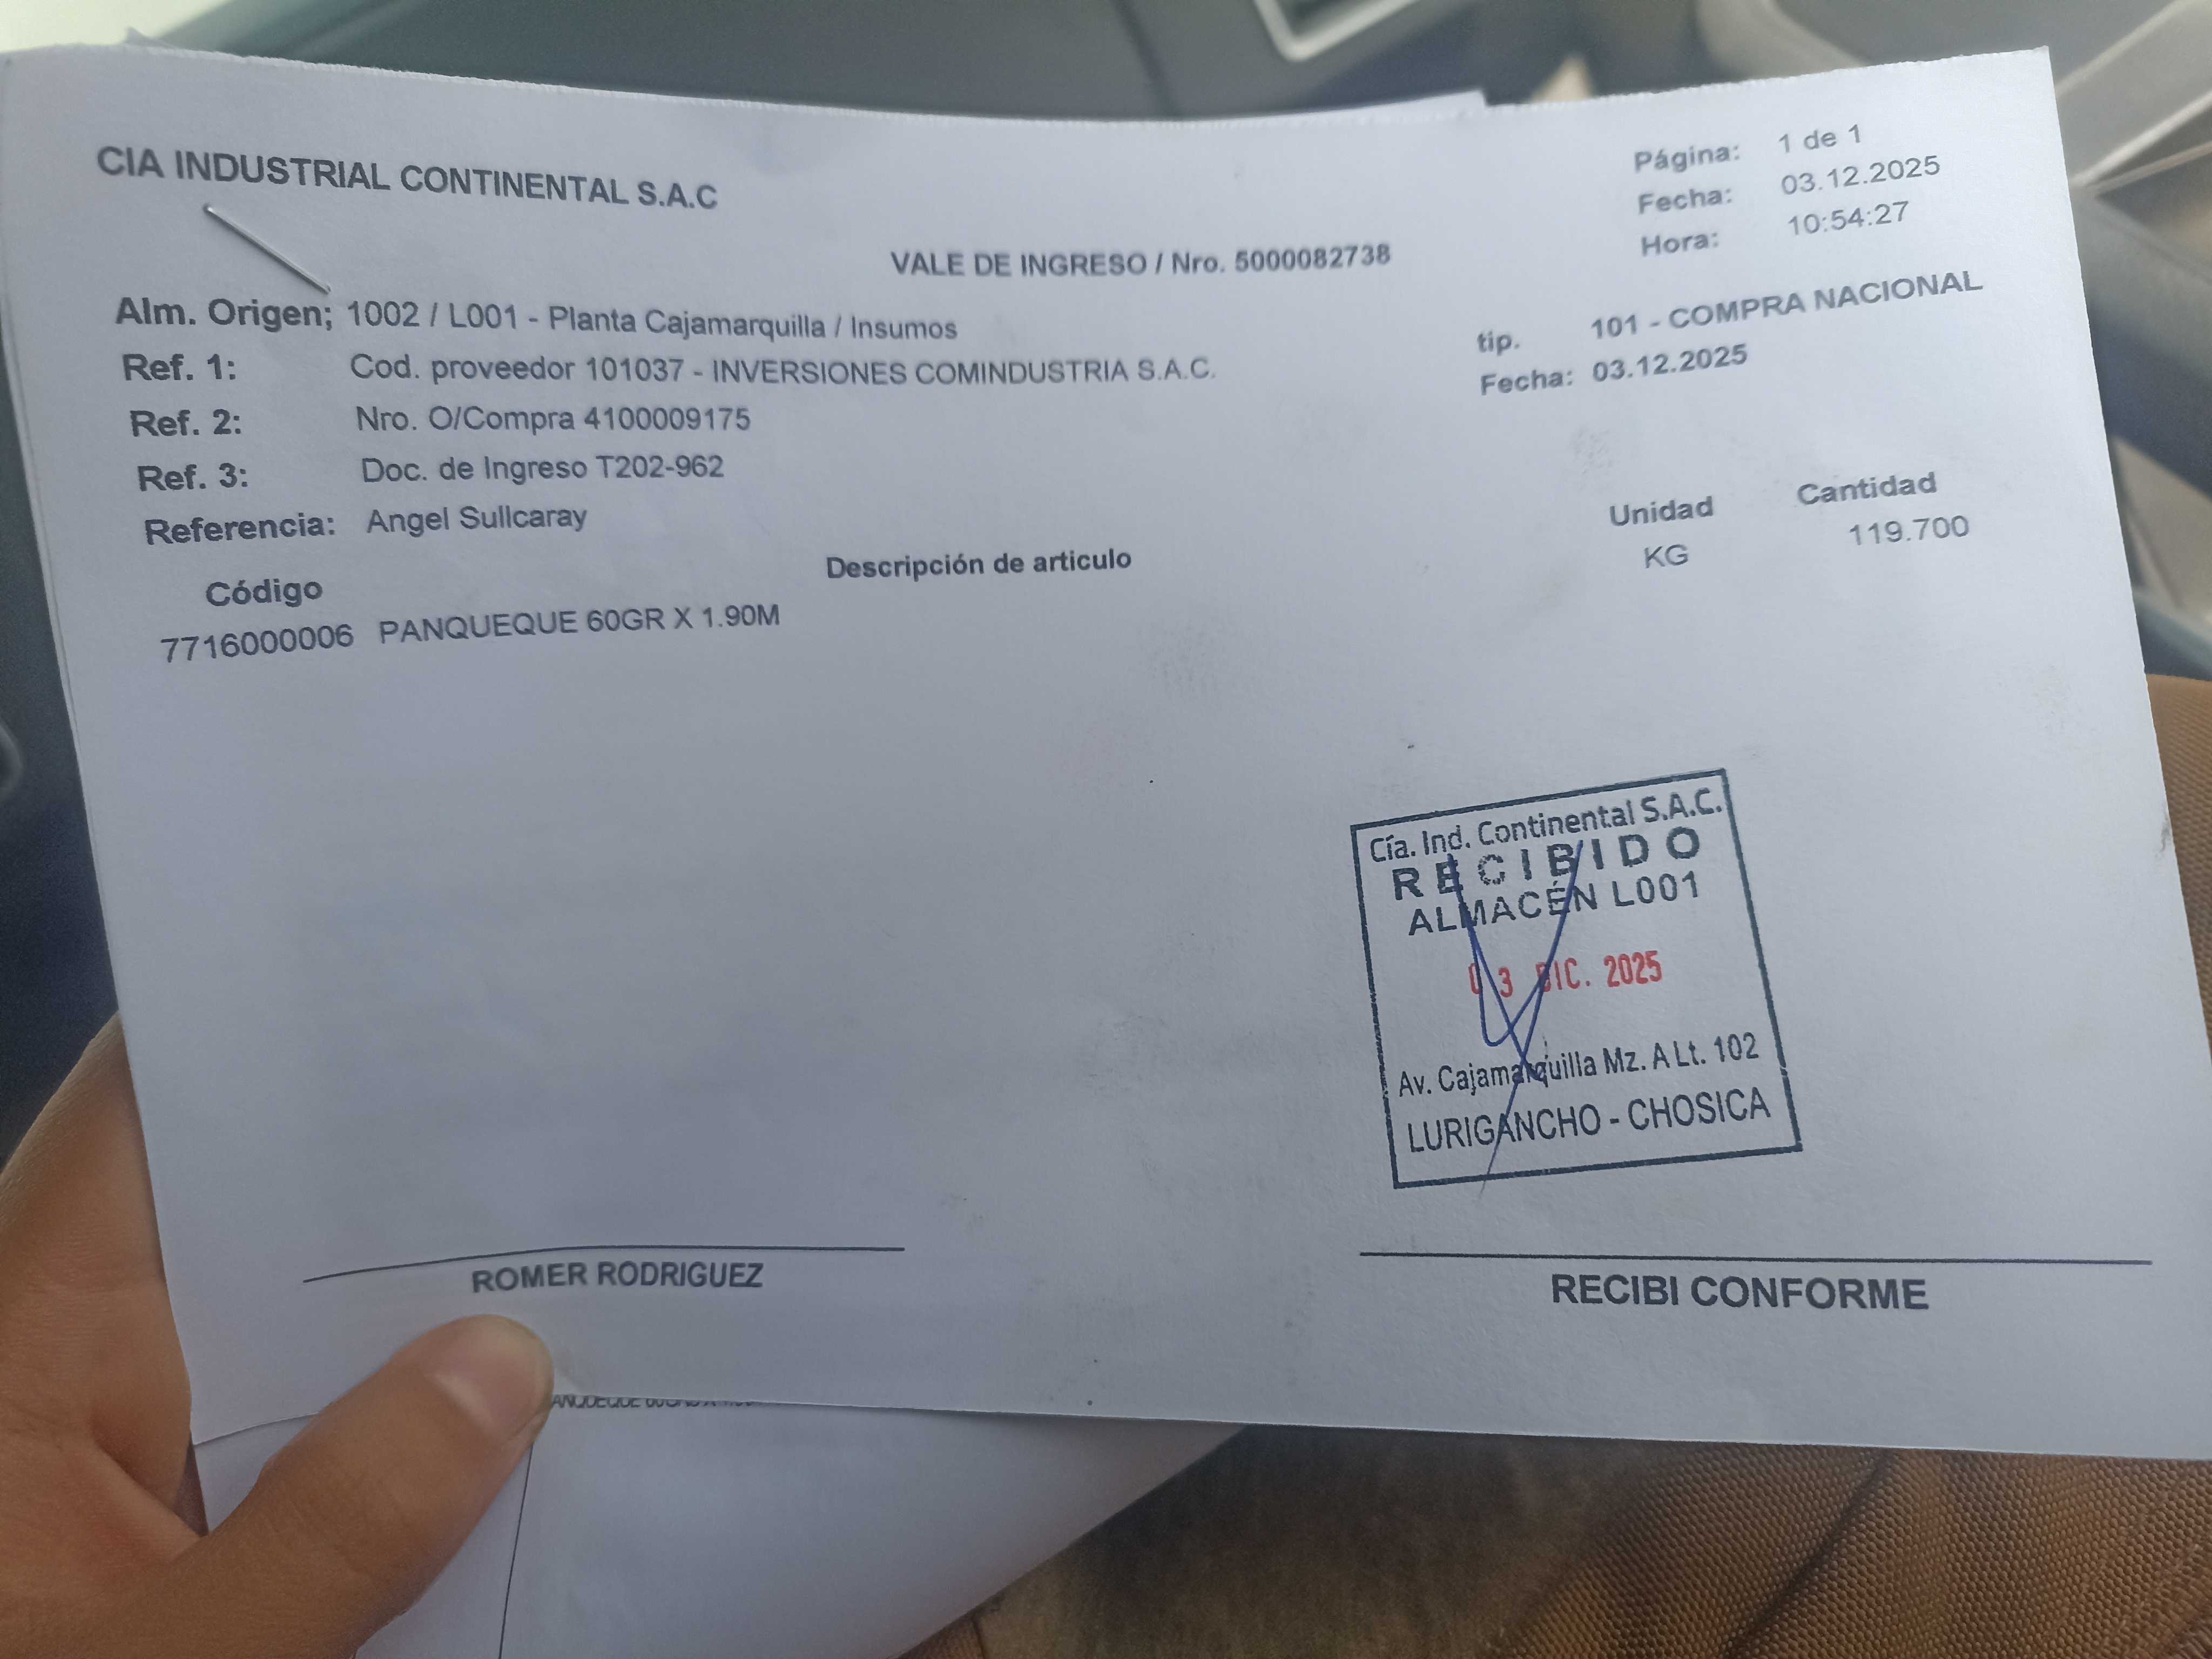 CIA INDUSTRIAL CONTINENTAL S.A.C
Página: 1 de 1
Fecha: 03.12.2025
Hora: 10:54:27
VALE DE INGRESO / Nro. 5000082738
Alm. Origen; 1002 / L001 - Planta Cajamarquilla / Insumos
tip. 101 - COMPRA NACIONAL
Ref. 1: Cod. proveedor 101037 - INVERSIONES COMINDUSTRIA S.A.C.
Fecha: 03.12.2025
Ref. 2: Nro. O/Compra 4100009175
Ref. 3: Doc. de Ingreso T202-962
Referencia: Angel Sullcaray
Código Descripción de articulo Unidad Cantidad
7716000006 PANQUEQUE 60GR X 1.90M KG 119.700
Cía. Ind. Continental S.A.C.
RECIBIDO
ALMACÉN L001
03 DIC. 2025
Av. Cajamarquilla Mz. A Lt. 102
LURIGANCHO - CHOSICA
ROMER RODRIGUEZ
RECIBI CONFORME